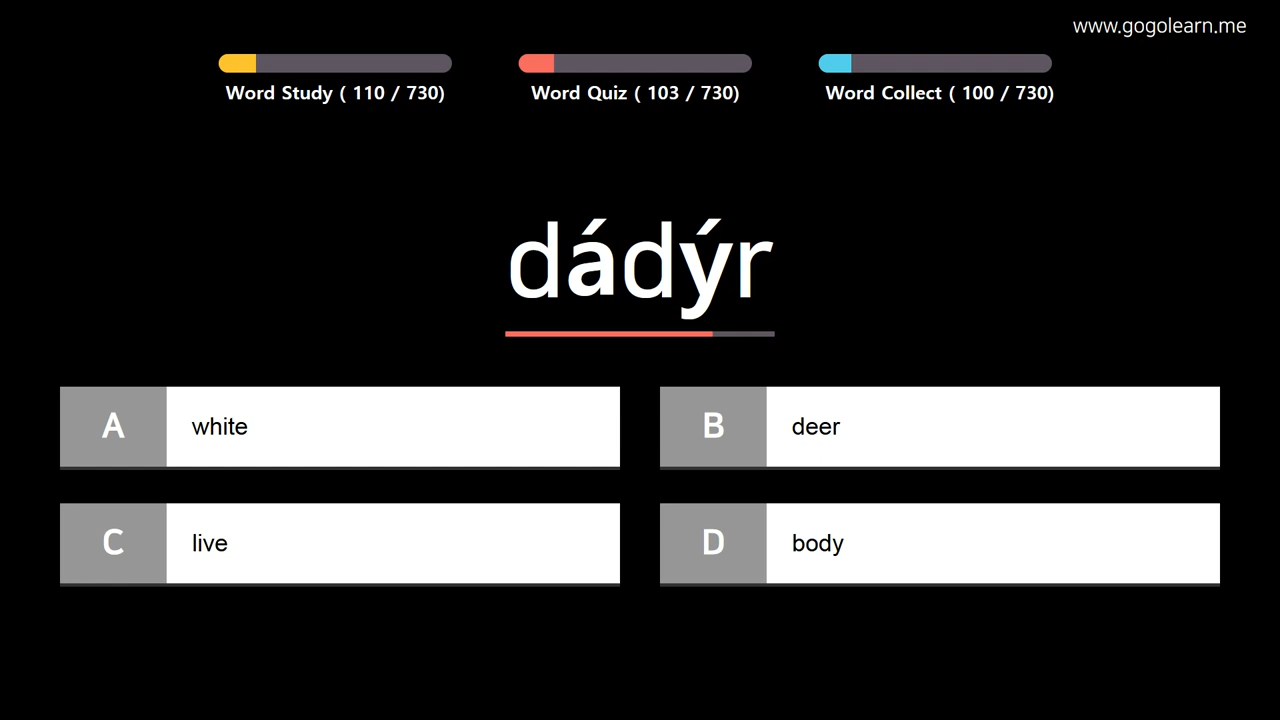 www.gogolearn.me
Word Study ( 110 / 730)
Word Quiz ( 103 / 730)
Word Collect ( 100 / 730)
dádýr
A white
B deer
C live
D body